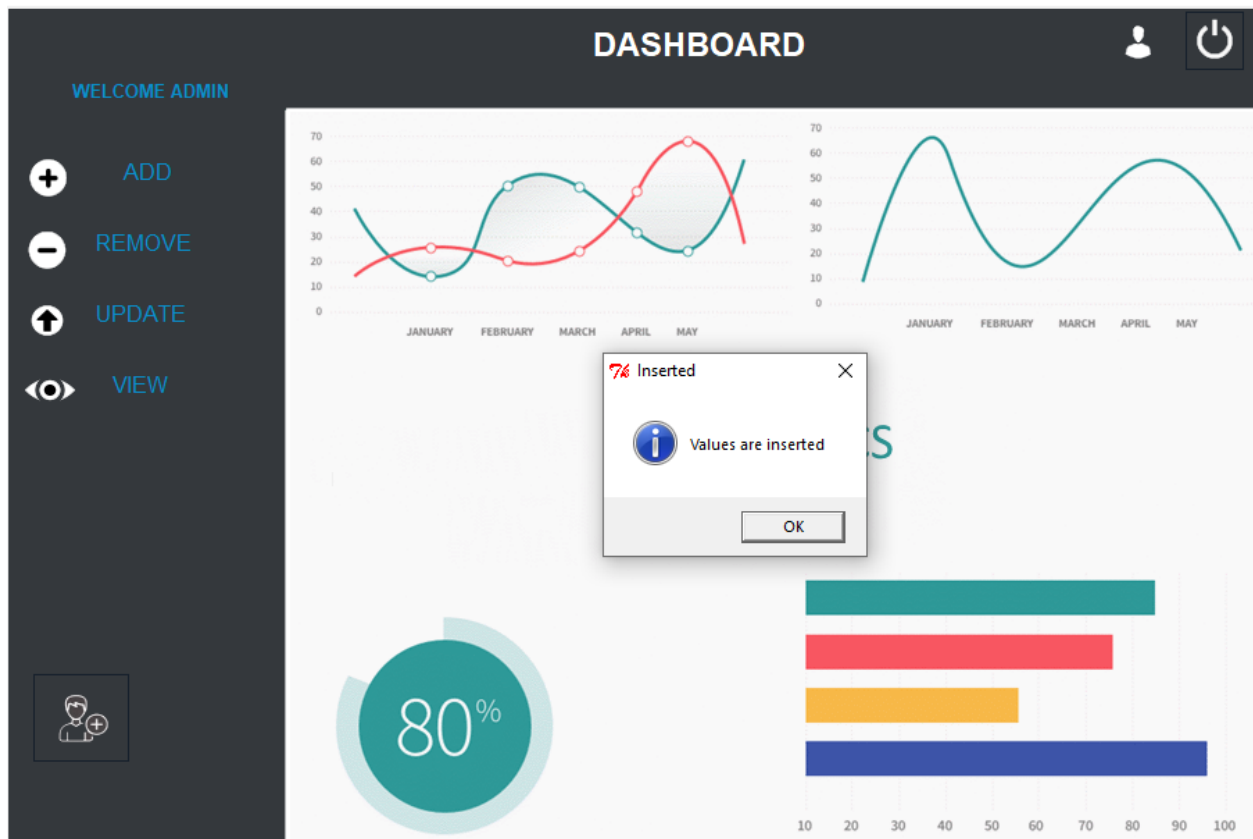 DASHBOARD
WELCOME ADMIN
ADD
REMOVE
UPDATE
VIEW
70
60
50
40
30
20
10
0
JANUARY FEBRUARY MARCH APRIL MAY
70
60
50
40
30
20
10
0
JANUARY FEBRUARY MARCH APRIL MAY
Inserted
Values are inserted
OK
CS
80%
10 20 30 40 50 60 70 80 90 100